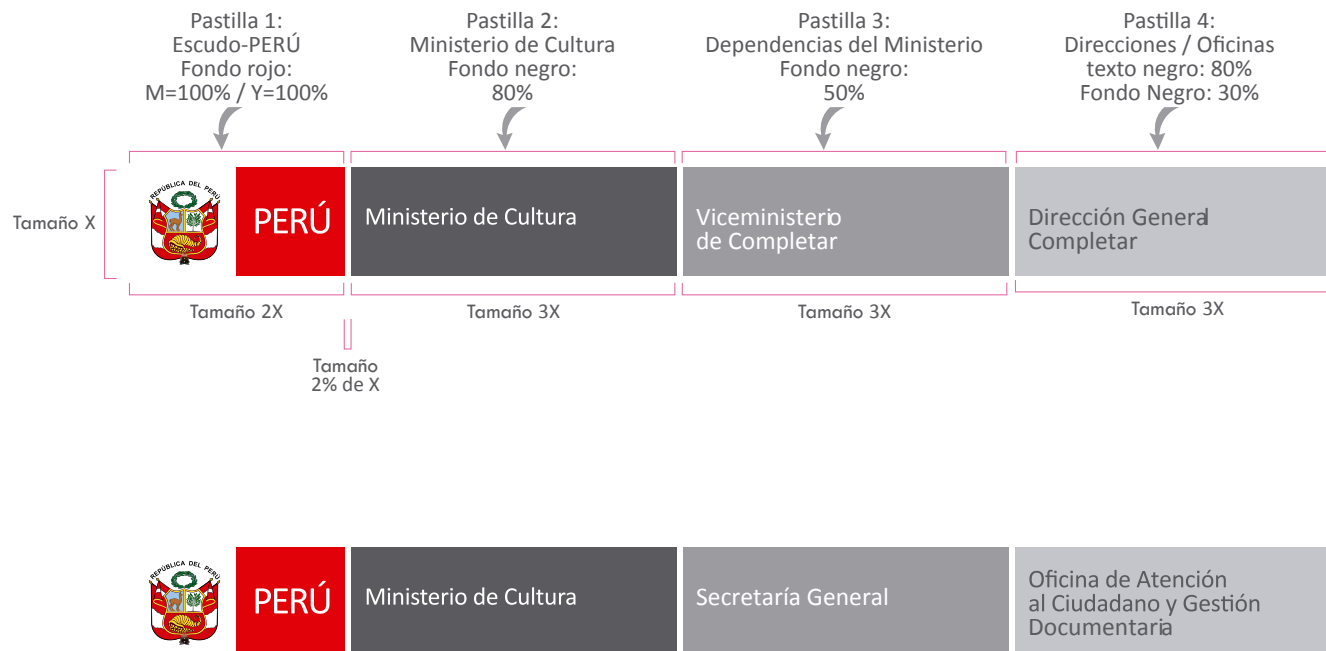 Pastilla 1:
Escudo-PERÚ
Fondo rojo:
M=100% / Y=100%
Pastilla 2:
Ministerio de Cultura
Fondo negro:
80%
Pastilla 3:
Dependencias del Ministerio
Fondo negro:
50%
Pastilla 4:
Direcciones / Oficinas
texto negro: 80%
Fondo Negro: 30%
Tamaño X
REPÚBLICA DEL PERÚ
PERÚ
Ministerio de Cultura
Viceministerio
de Completar
Dirección General
Completar
Tamaño 2X
Tamaño 3X
Tamaño 3X
Tamaño 3X
Tamaño
2% de X
REPÚBLICA DEL PERÚ
PERÚ
Ministerio de Cultura
Secretaría General
Oficina de Atención
al Ciudadano y Gestión
Documentaria